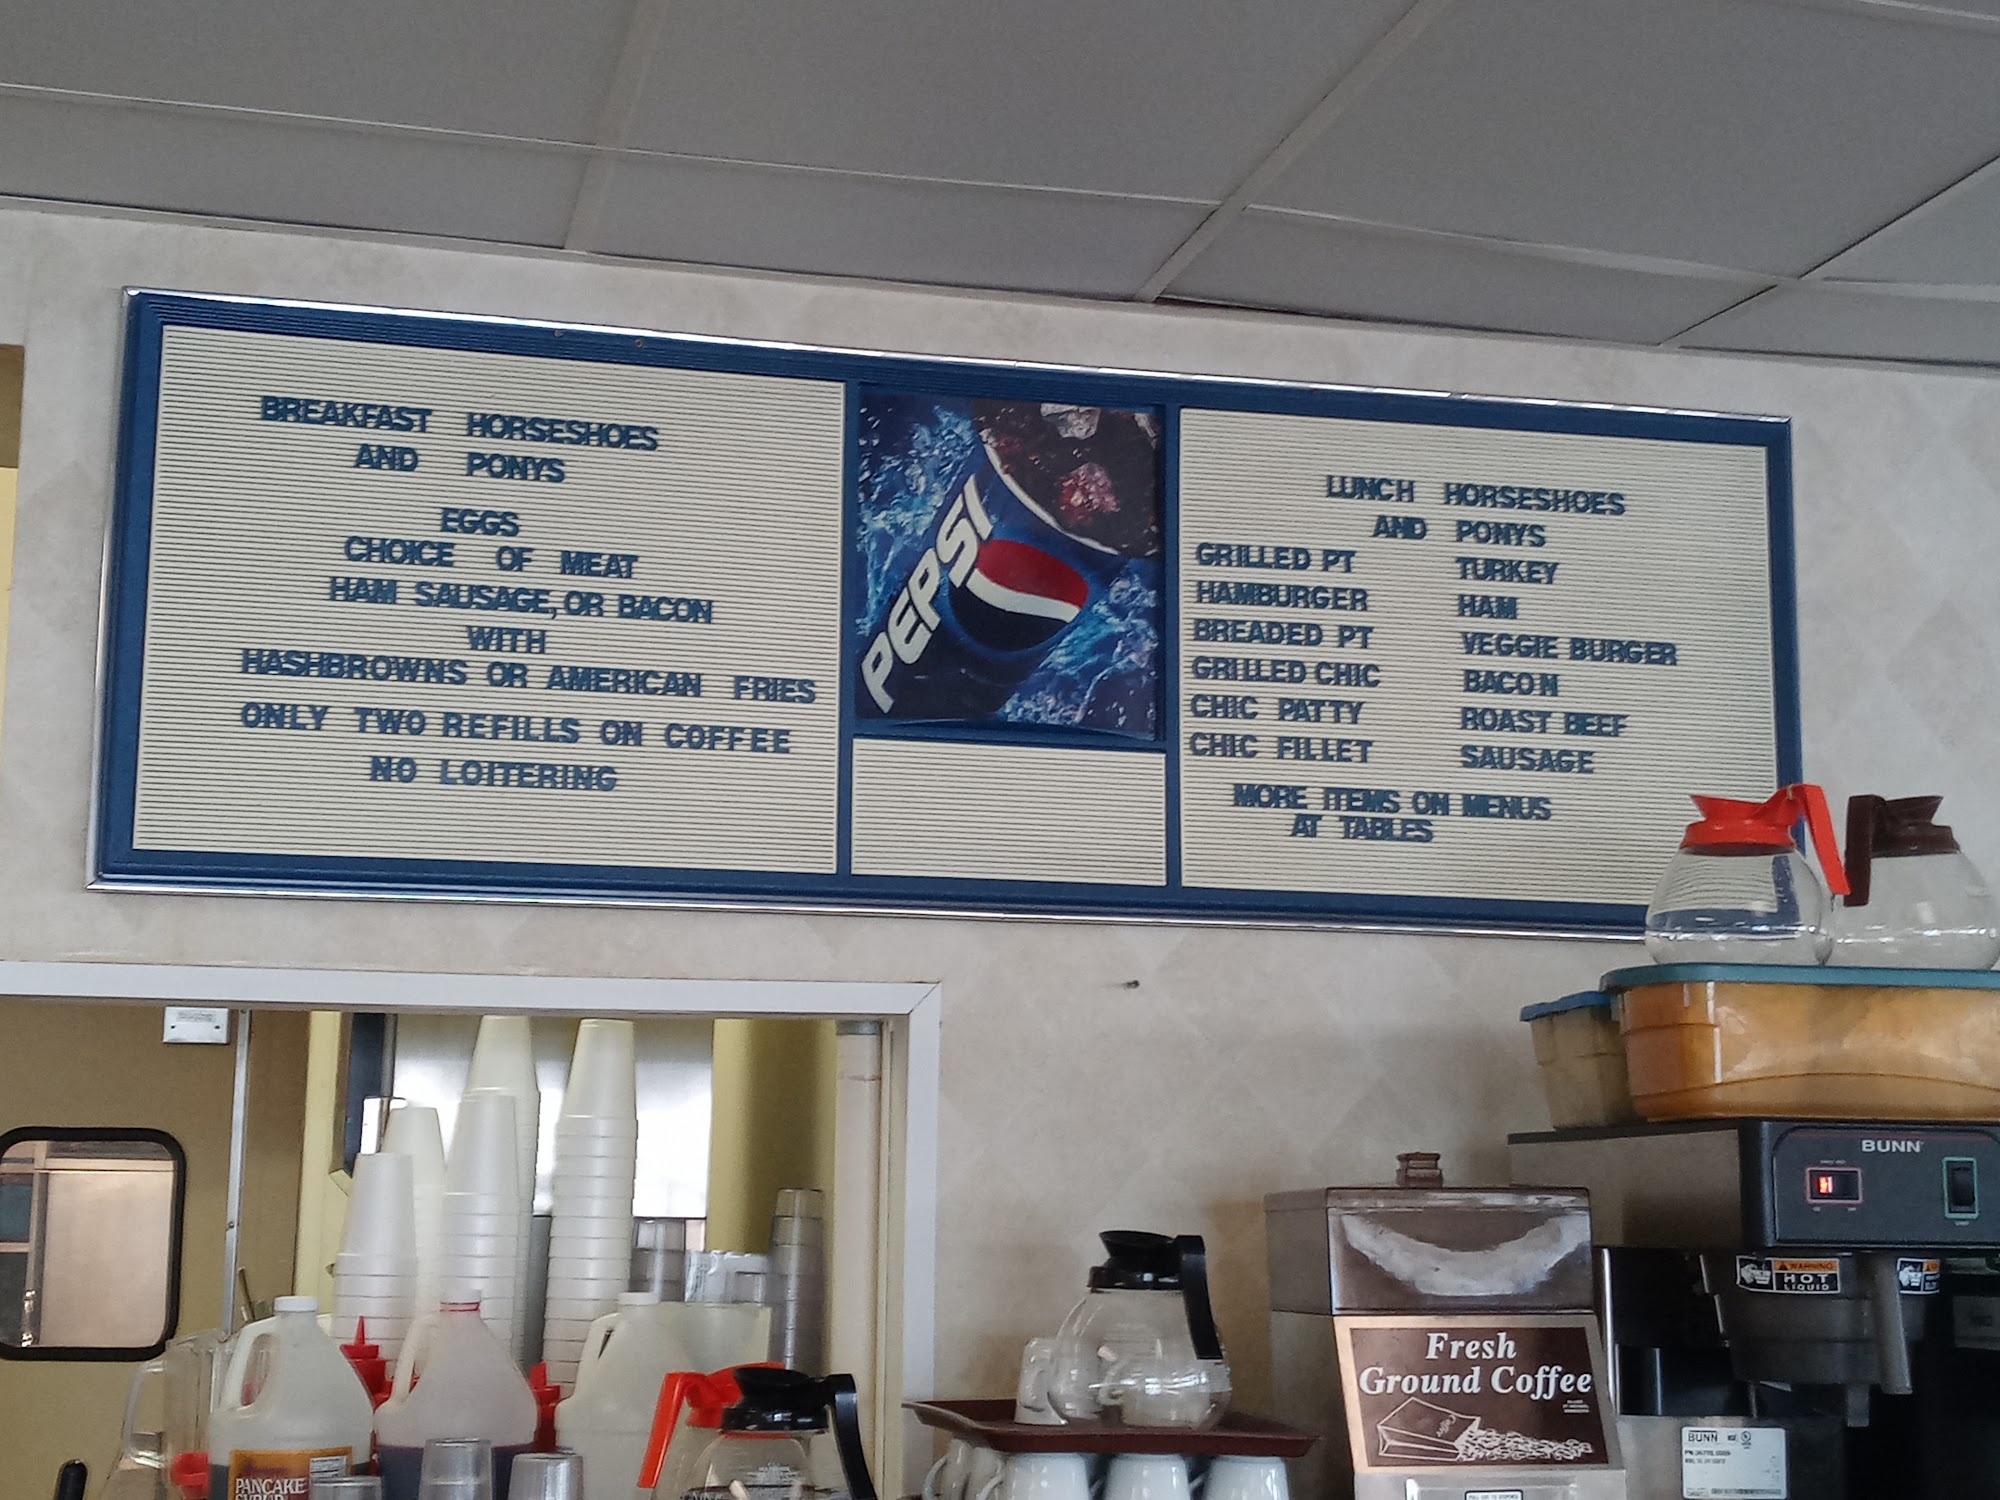 BREAKFAST HORSESHOES
AND PONYS
EGGS
CHOICE OF MEAT
HAM SAUSAGE, OR BACON
WITH
HASHBROWNS OR AMERICAN FRIES
ONLY TWO REFILLS ON COFFEE
NO LOITERING
PEPSI
LUNCH HORSESHOES
AND PONYS
GRILLED PT TURKEY
HAMBURGER HAM
BREADED PT VEGGIE BURGER
GRILLED CHIC BACON
CHIC PATTY ROAST BEEF
CHIC FILLET SAUSAGE
MORE ITEMS ON MENUS
AT TABLES
BUNN
WARNING
HOT
LIQUID
Fresh
Ground Coffee
BUNN
PANCAKE
SYRUP